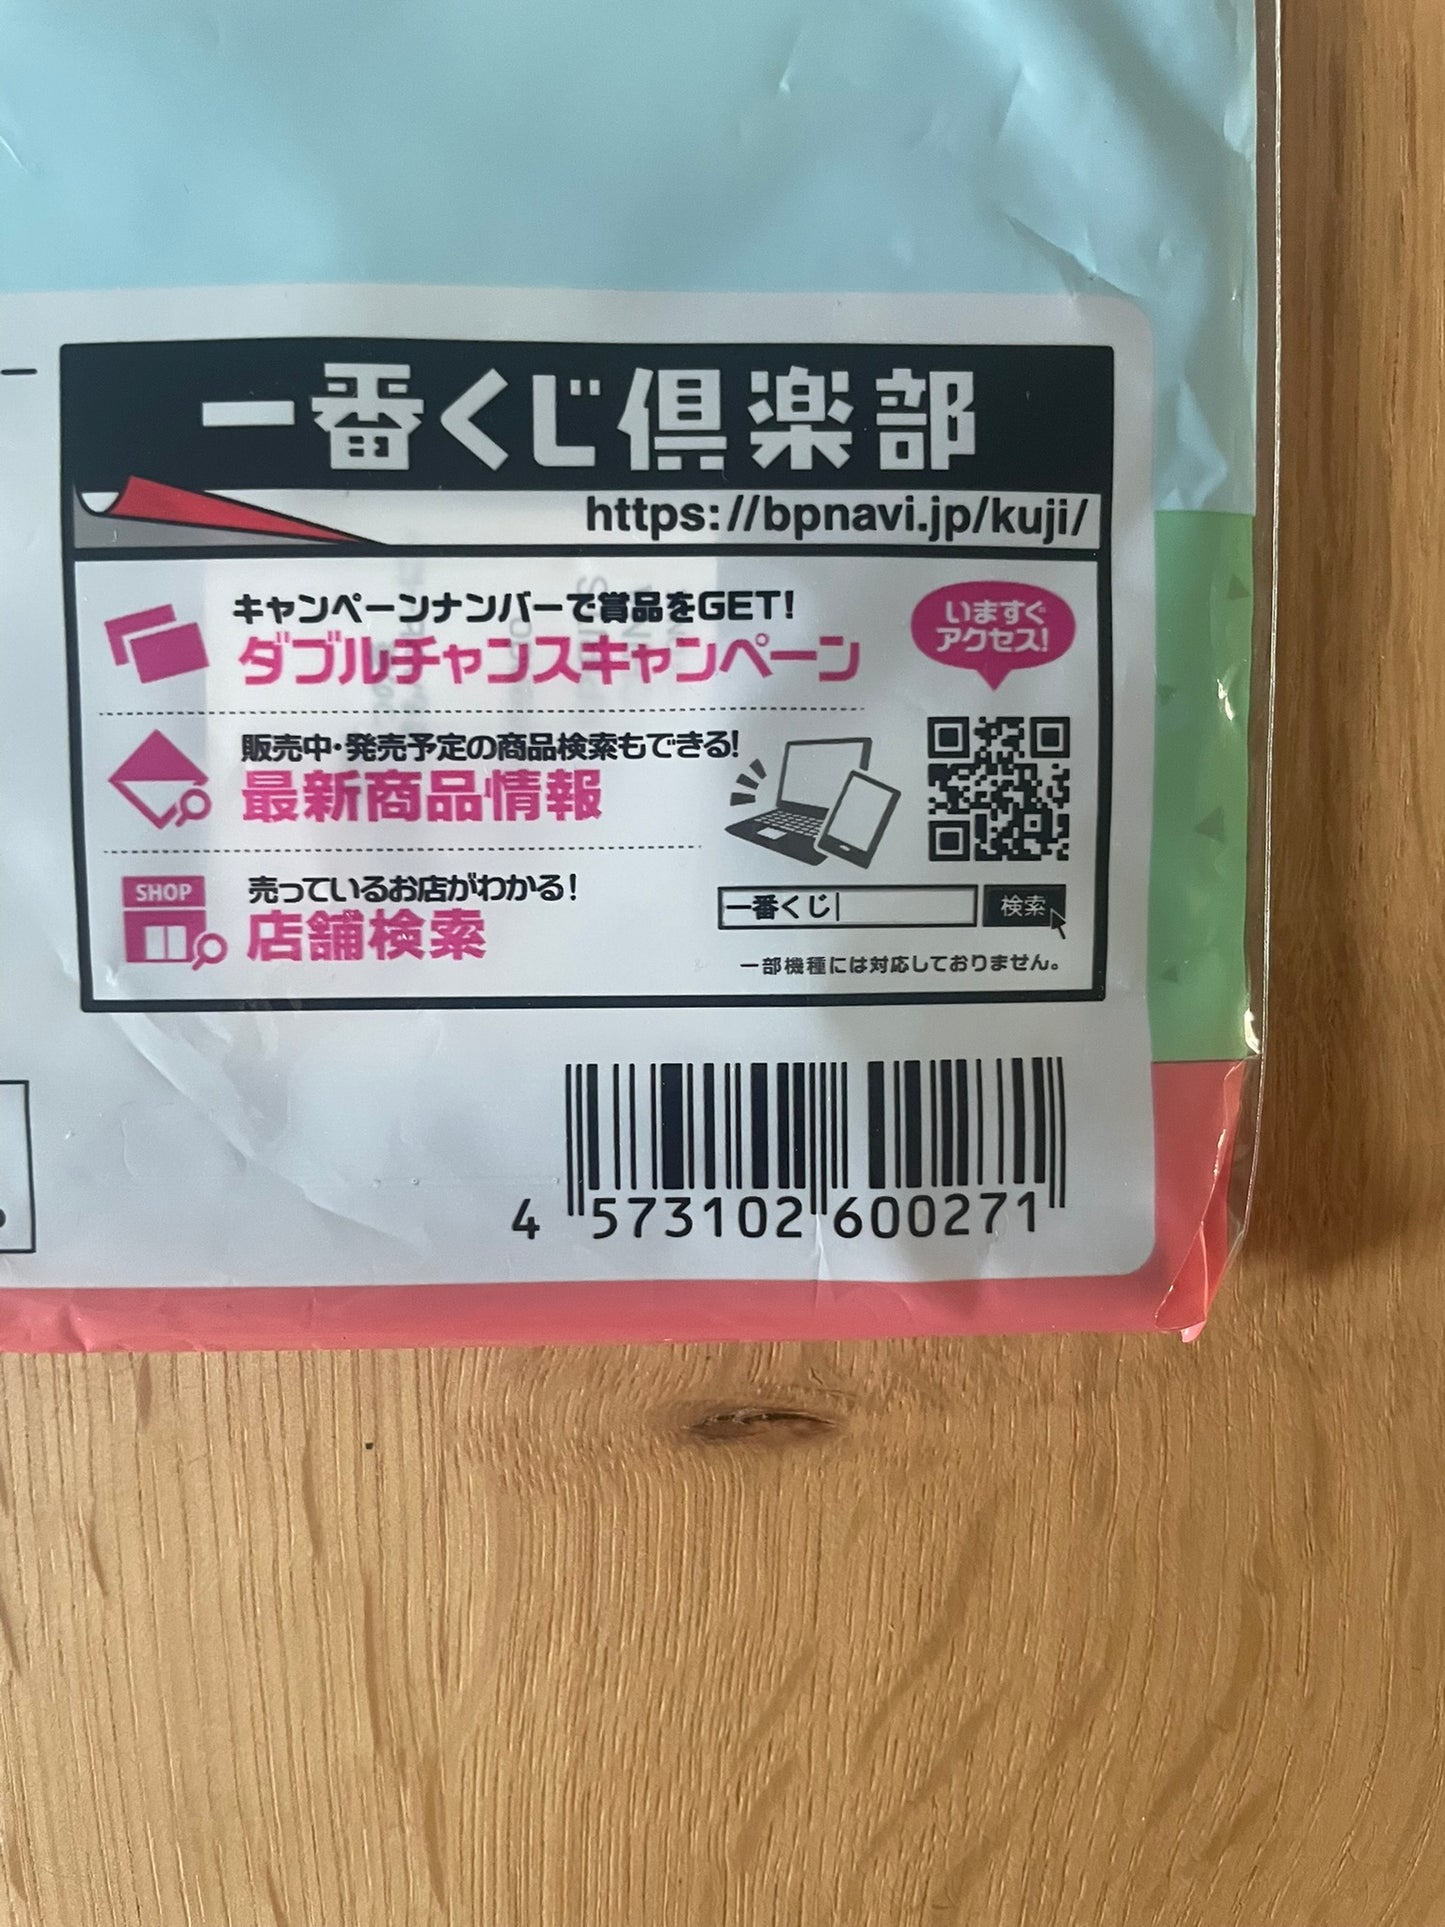 一番くじ倶楽部
https://bpnavi.jp/kuji/
キャンペーンナンバーで賞品をGET!
ダブルチャンスキャンペーン
いますぐ
アクセス!
販売中・発売予定の商品検索もできる!
最新商品情報
SHOP
売っているお店がわかる!
店舗検索
一番くじ 検索
一部機種には対応しておりません。
4 573102 600271